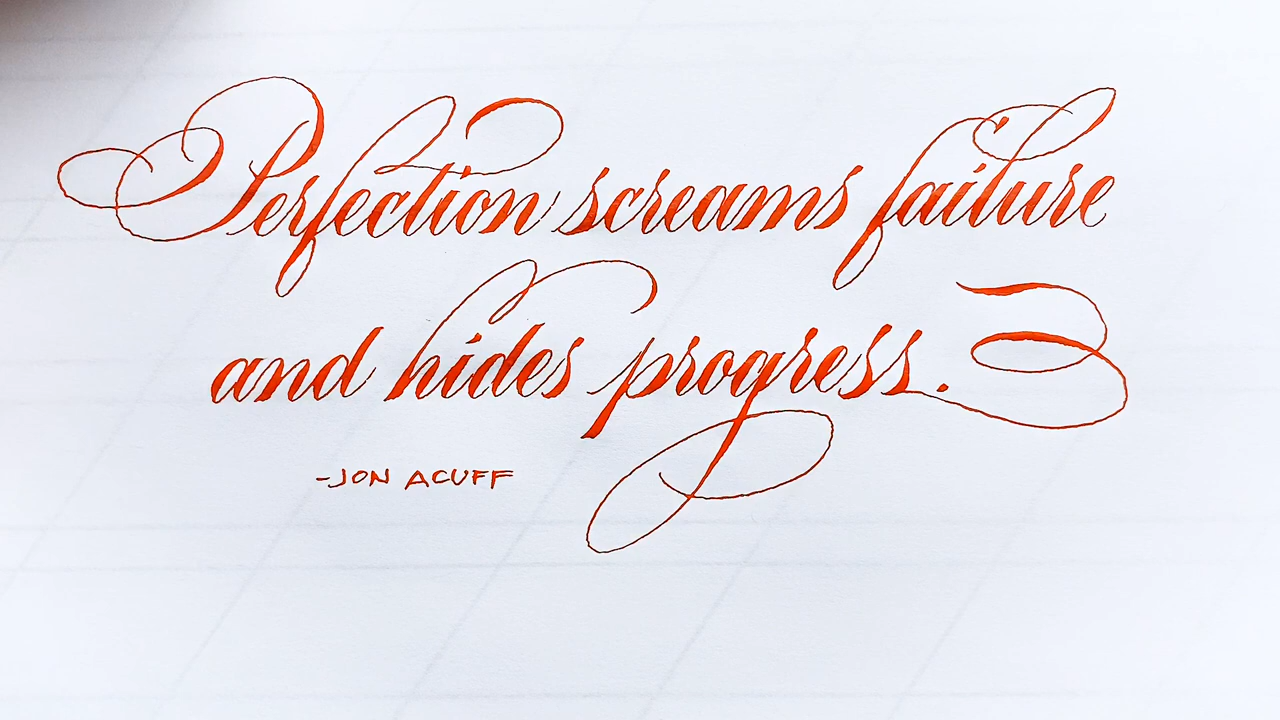 Perfection screams failure
and hides progress.
-JON ACUFF